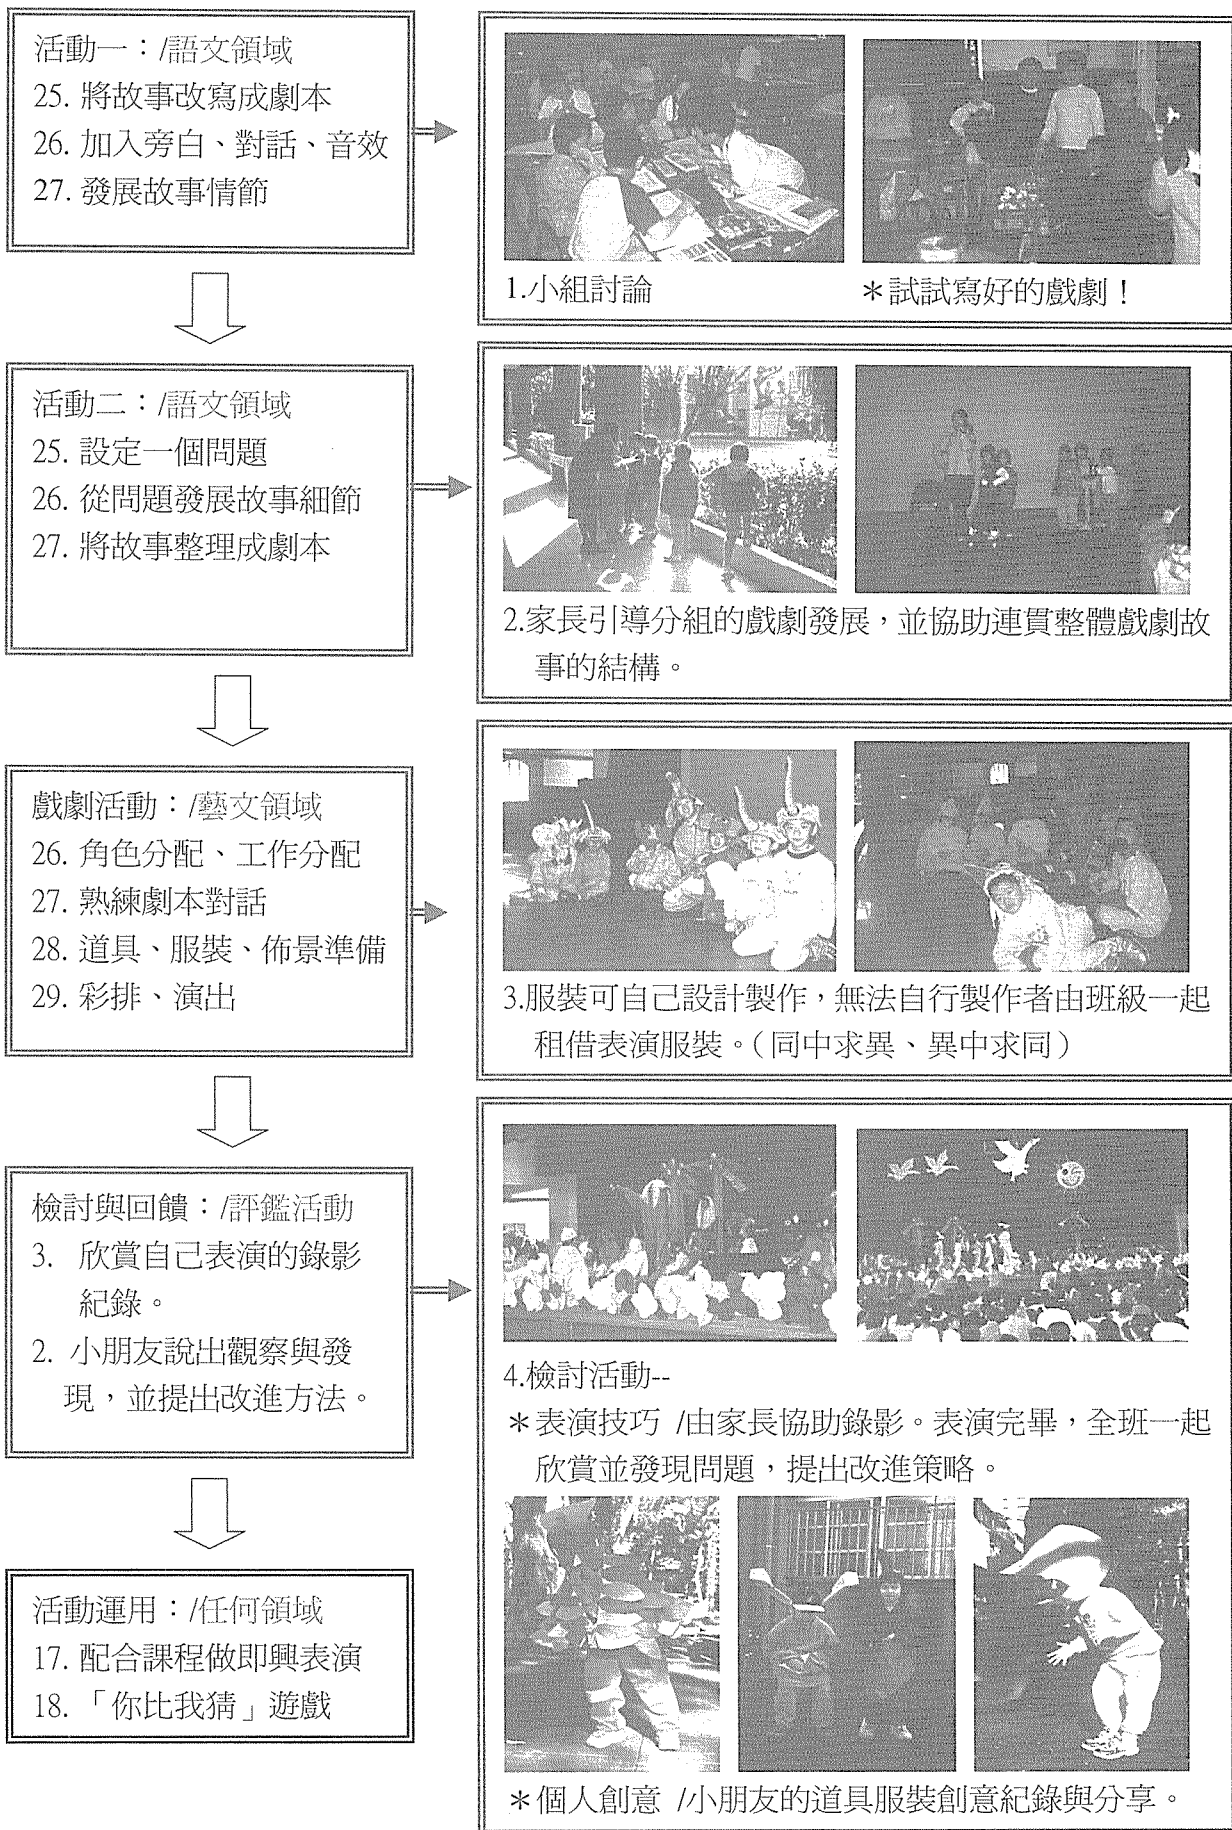 活動一：/語文領域
25. 將故事改寫成劇本
26. 加入旁白、對話、音效
27. 發展故事情節
1.小組討論
＊試試寫好的戲劇！
活動二：/語文領域
25. 設定一個問題
26. 從問題發展故事細節
27. 將故事整理成劇本
2.家長引導分組的戲劇發展，並協助連貫整體戲劇故
事的結構。
戲劇活動：/藝文領域
26. 角色分配、工作分配
27. 熟練劇本對話
28. 道具、服裝、佈景準備
29. 彩排、演出
3.服裝可自己設計製作，無法自行製作者由班級一起
租借表演服裝。（同中求異、異中求同）
檢討與回饋：/評鑑活動
3. 欣賞自己表演的錄影
紀錄。
2. 小朋友說出觀察與發
現，並提出改進方法。
4.檢討活動--
＊表演技巧 /由家長協助錄影。表演完畢，全班一起
欣賞並發現問題，提出改進策略。
活動運用：/任何領域
17. 配合課程做即興表演
18. 「你比我猜」遊戲
＊個人創意 /小朋友的道具服裝創意紀錄與分享。